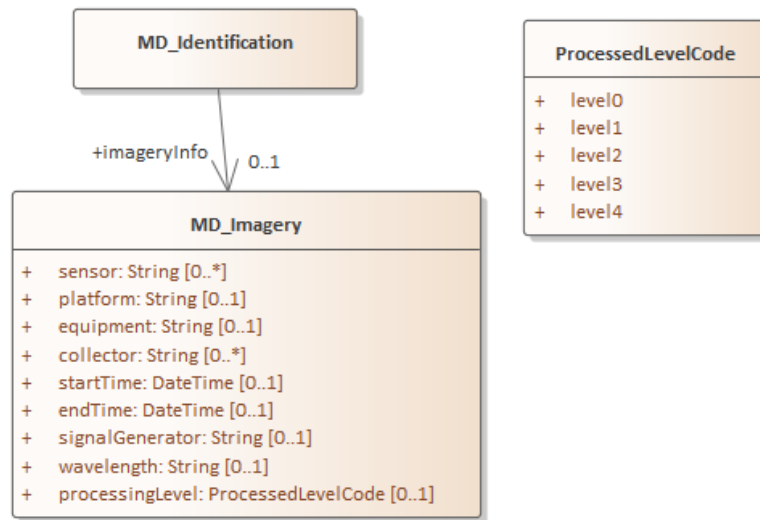 MD_Identification
+imageryInfo
0..1
MD_Imagery
+ sensor: String [0..*]
+ platform: String [0..1]
+ equipment: String [0..1]
+ collector: String [0..*]
+ startTime: DateTime [0..1]
+ endTime: DateTime [0..1]
+ signalGenerator: String [0..1]
+ wavelength: String [0..1]
+ processingLevel: ProcessedLevelCode [0..1]
ProcessedLevelCode
+ level0
+ level1
+ level2
+ level3
+ level4